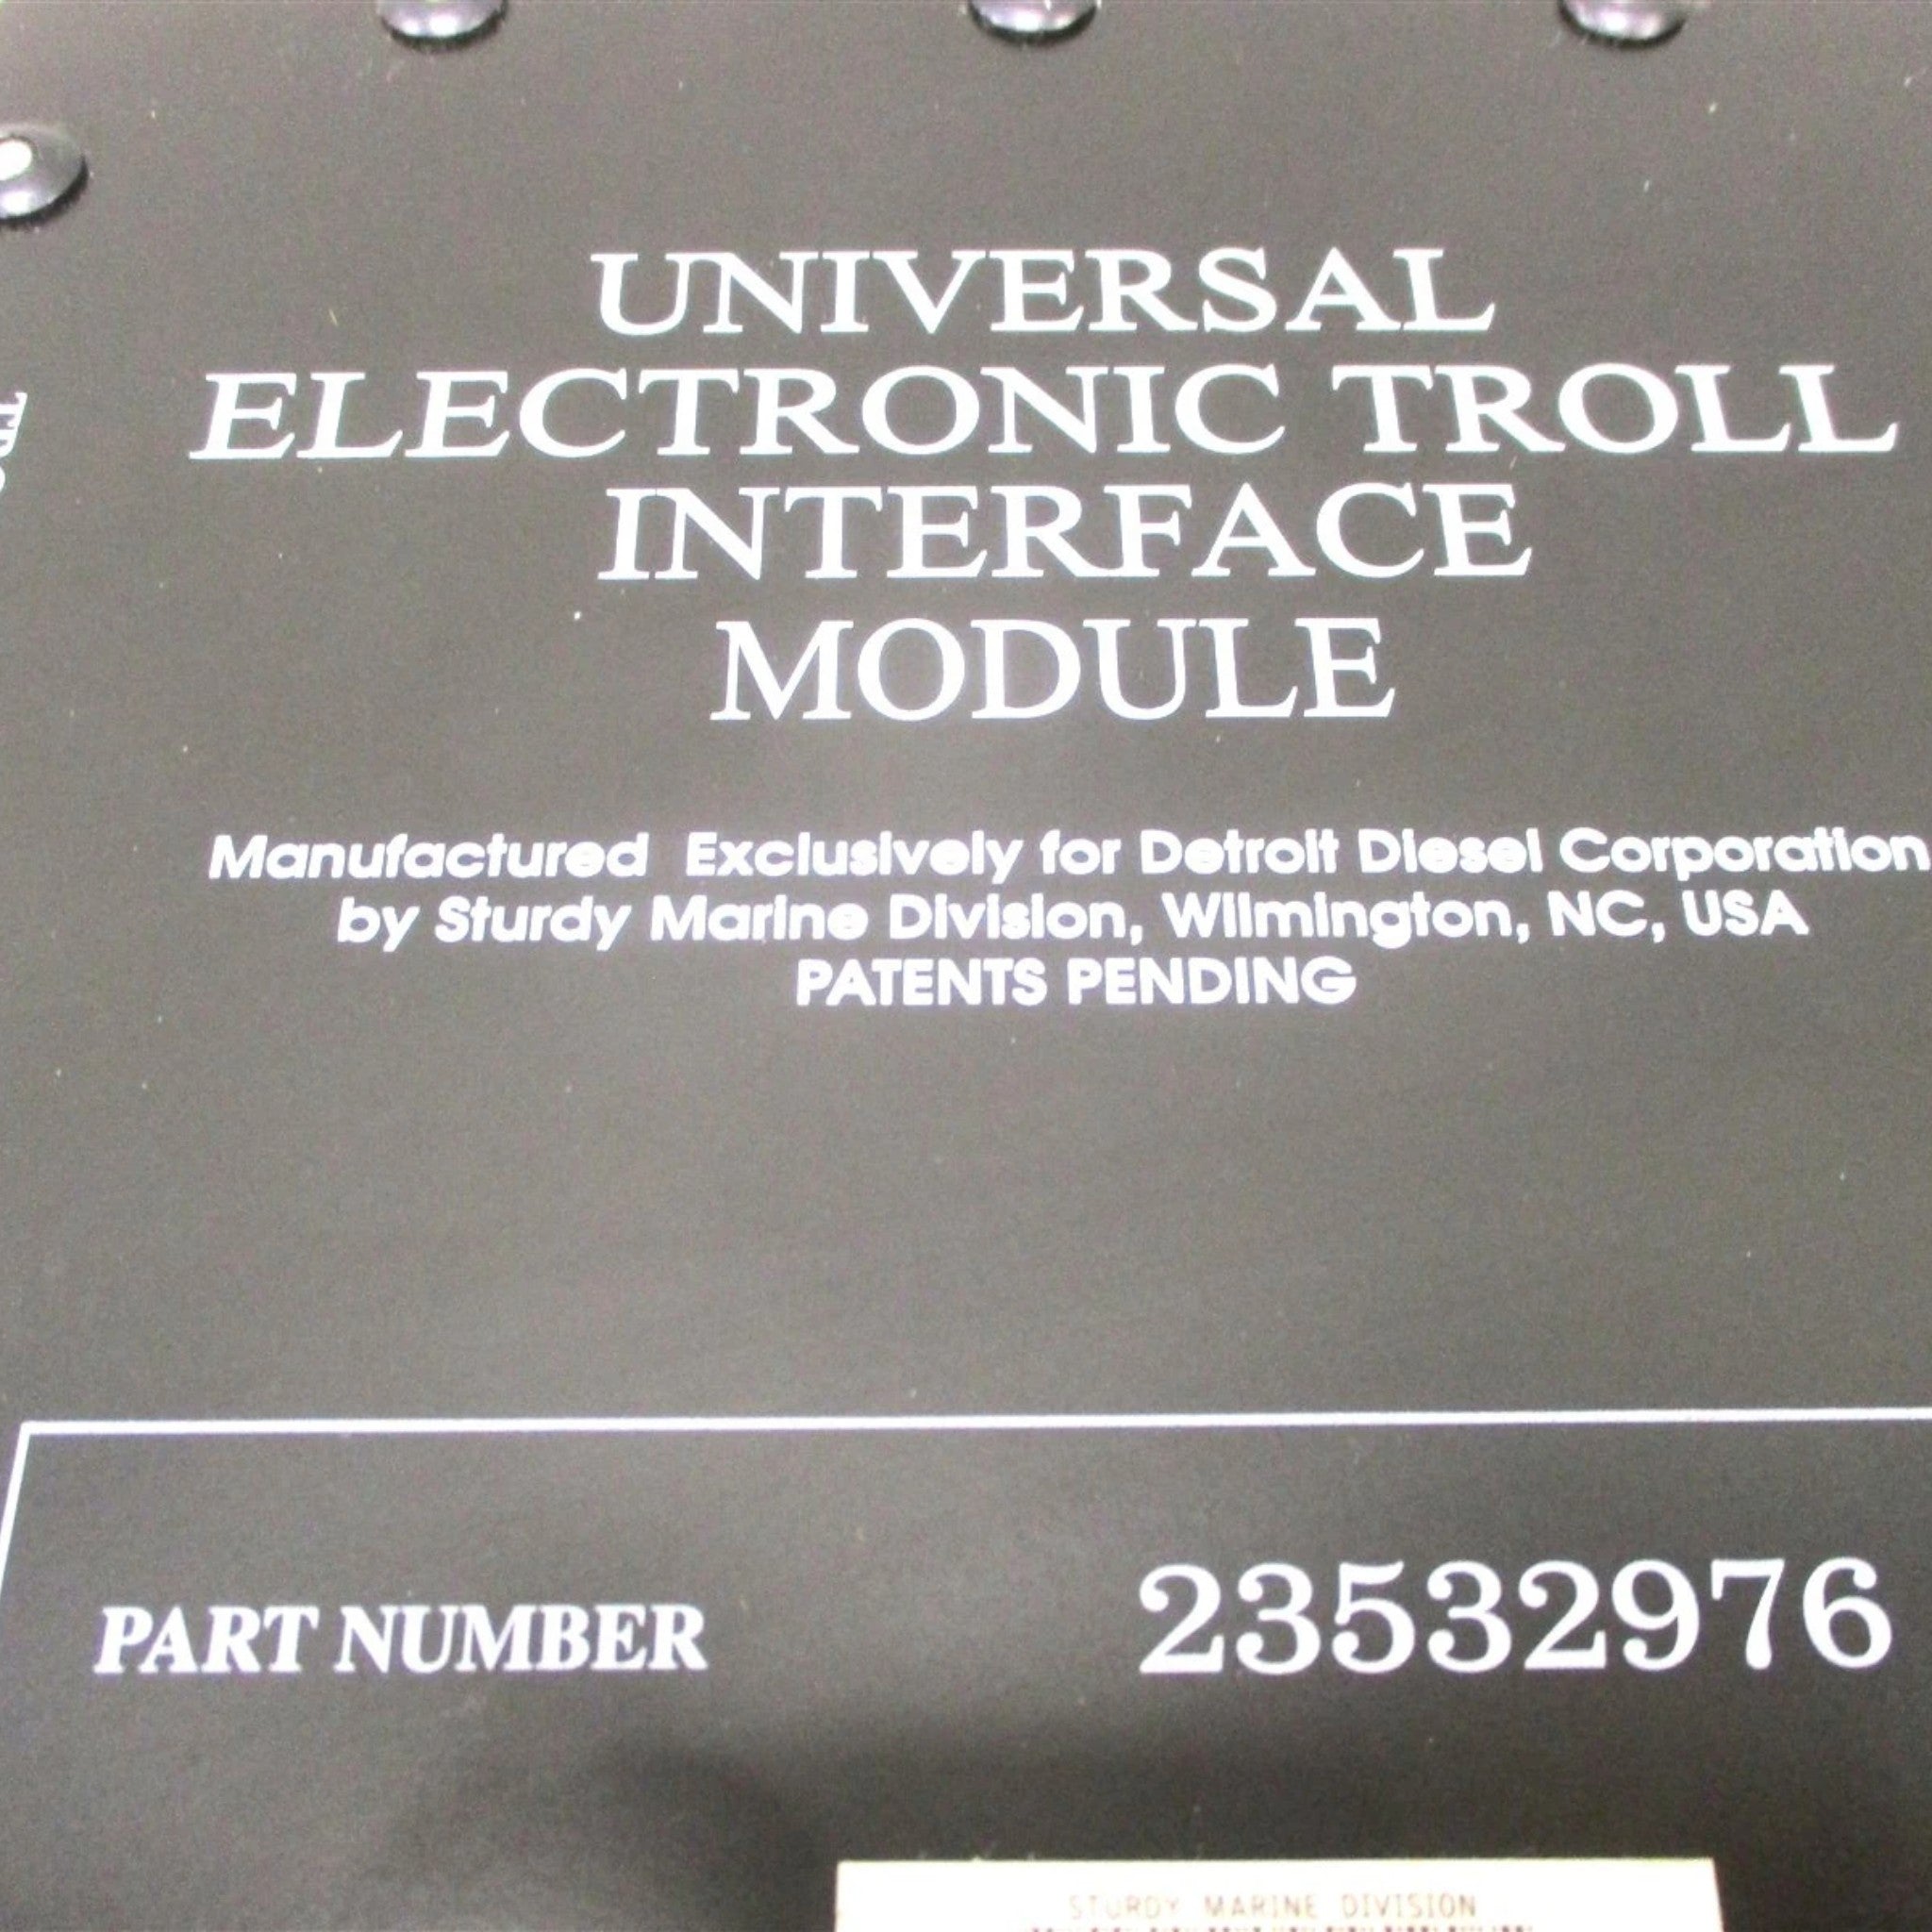 UNIVERSAL
ELECTRONIC TROLL
INTERFACE
MODULE
Manufactured Exclusively for Detroit Diesel Corporation
by Sturdy Marine Division, Wilmington, NC, USA
PATENTS PENDING
PART NUMBER 23532976
STURDY MARINE DIVISION